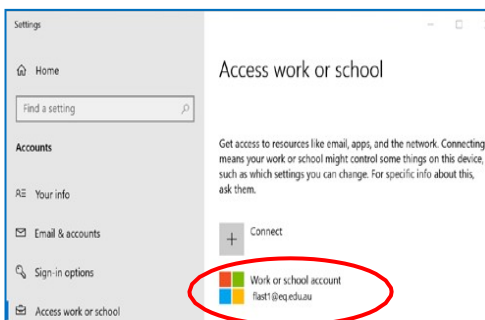 Settings
Home
Access work or school
Find a setting
Accounts
Get access to resources like email, apps, and the network. Connecting
means your work or school might control some things on this device,
such as which settings you can change. For specific info about this,
ask them.
Your info
Connect
Email & accounts
Sign-in options
Work or school account
flast1@eq.edu.au
Access work or school